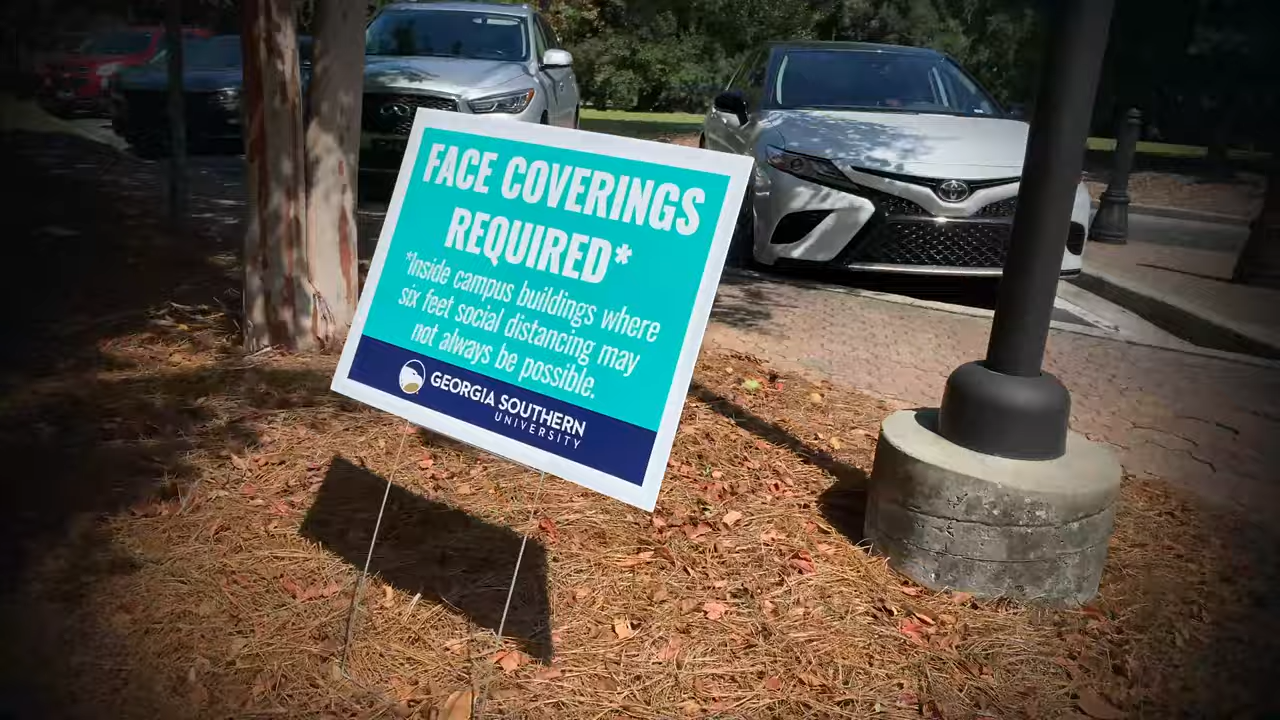 FACE COVERINGS
REQUIRED*
*Inside campus buildings where
six feet social distancing may
not always be possible.
GEORGIA SOUTHERN
UNIVERSITY